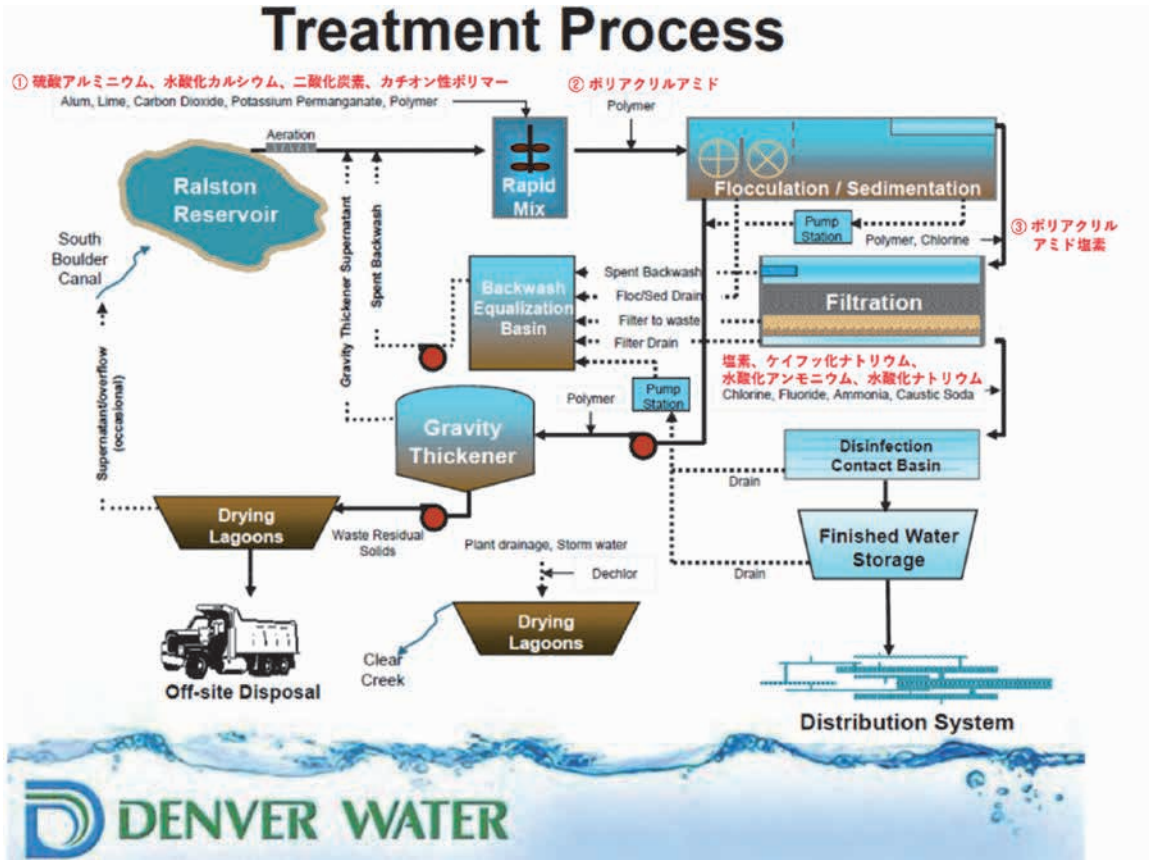 Treatment Process
① 硫酸アルミニウム、水酸化カルシウム、二酸化炭素、カチオン性ポリマー
Alum, Lime, Carbon Dioxide, Potassium Permanganate, Polymer
② ポリアクリルアミド
Polymer
Aeration
Ralston
Reservoir
Rapid
Mix
Flocculation / Sedimentation
South
Boulder
Canal
Pump
Station
Polymer, Chlorine
③ ポリアクリル
アミド塩素
Gravity Thickener Supernatant
Spent Backwash
Backwash
Equalization
Basin
Spent Backwash
Floc/Sed Drain
Filter to waste
Filter Drain
Filtration
塩素、ケイフッ化ナトリウム、
水酸化アンモニウム、水酸化ナトリウム
Chlorine, Fluoride, Ammonia, Caustic Soda
Supernatant/overflow
(occasional)
Gravity
Thickener
Polymer
Pump
Station
Disinfection
Contact Basin
Drain
Drying
Lagoons
Waste Residual
Solids
Plant drainage, Storm water
Dechlor
Finished Water
Storage
Drain
Drying
Lagoons
Clear
Creek
Off-site Disposal
Distribution System
DENVER WATER